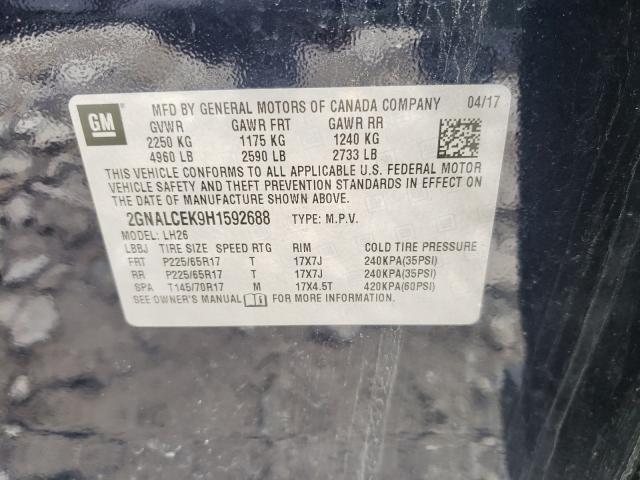 GM MFD BY GENERAL MOTORS OF CANADA COMPANY 04/17
GVWR GAWR FRT GAWR RR
2250 KG 1175 KG 1240 KG
4960 LB 2590 LB 2733 LB
THIS VEHICLE CONFORMS TO ALL APPLICABLE U.S. FEDERAL MOTOR
VEHICLE SAFETY AND THEFT PREVENTION STANDARDS IN EFFECT ON
THE DATE OF MANUFACTURE SHOWN ABOVE.
2GNALCEK9H1592688 TYPE: M.P.V.
MODEL: LH26
LBBJ TIRE SIZE SPEED RTG RIM COLD TIRE PRESSURE
FRT P225/65R17 T 17X7J 240KPA(35PSI)
RR P225/65R17 T 17X7J 240KPA(35PSI)
SPA T145/70R17 M 17X4.5T 420KPA(60PSI)
SEE OWNER'S MANUAL FOR MORE INFORMATION.